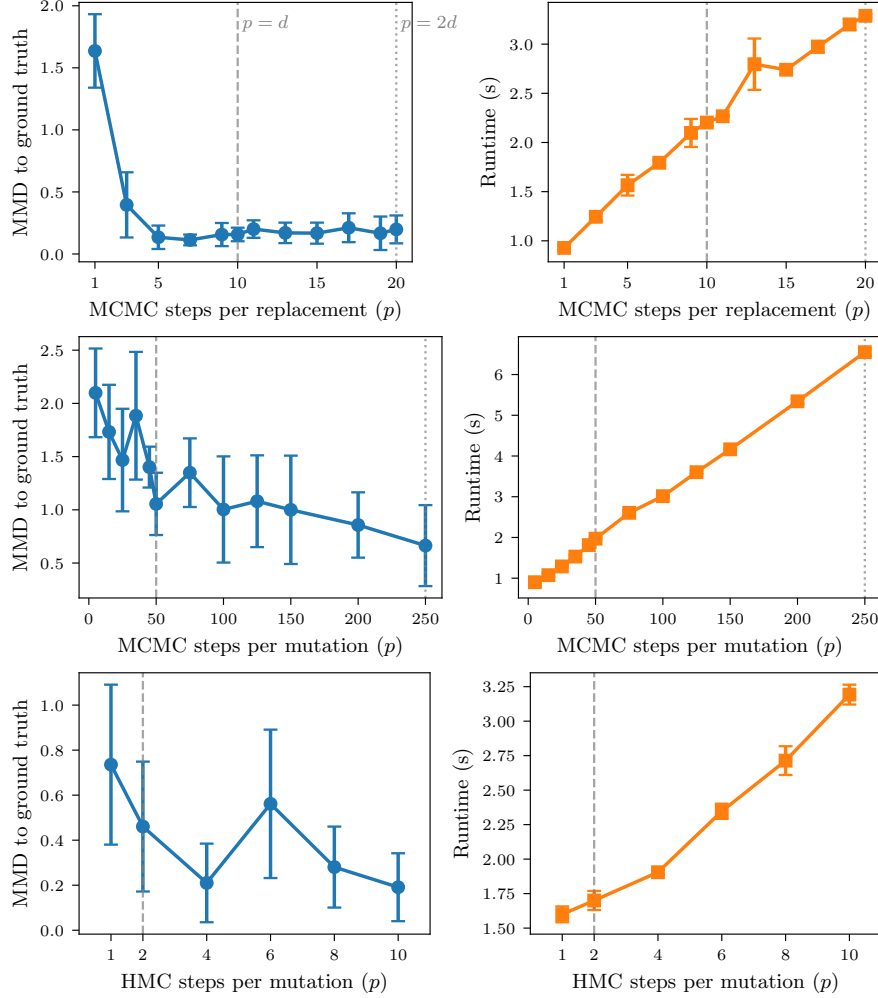 2.0
1.5
1.0
0.5
0.0
MMD to ground truth
p = d
p = 2d
1 5 10 15 20
MCMC steps per replacement (p)
3.0
2.5
2.0
1.5
1.0
Runtime (s)
1 5 10 15 20
MCMC steps per replacement (p)
2.5
2.0
1.5
1.0
0.5
MMD to ground truth
0 50 100 150 200 250
MCMC steps per mutation (p)
6
5
4
3
2
1
Runtime (s)
0 50 100 150 200 250
MCMC steps per mutation (p)
1.0
0.8
0.6
0.4
0.2
0.0
MMD to ground truth
1 2 4 6 8 10
HMC steps per mutation (p)
3.25
3.00
2.75
2.50
2.25
2.00
1.75
1.50
Runtime (s)
1 2 4 6 8 10
HMC steps per mutation (p)